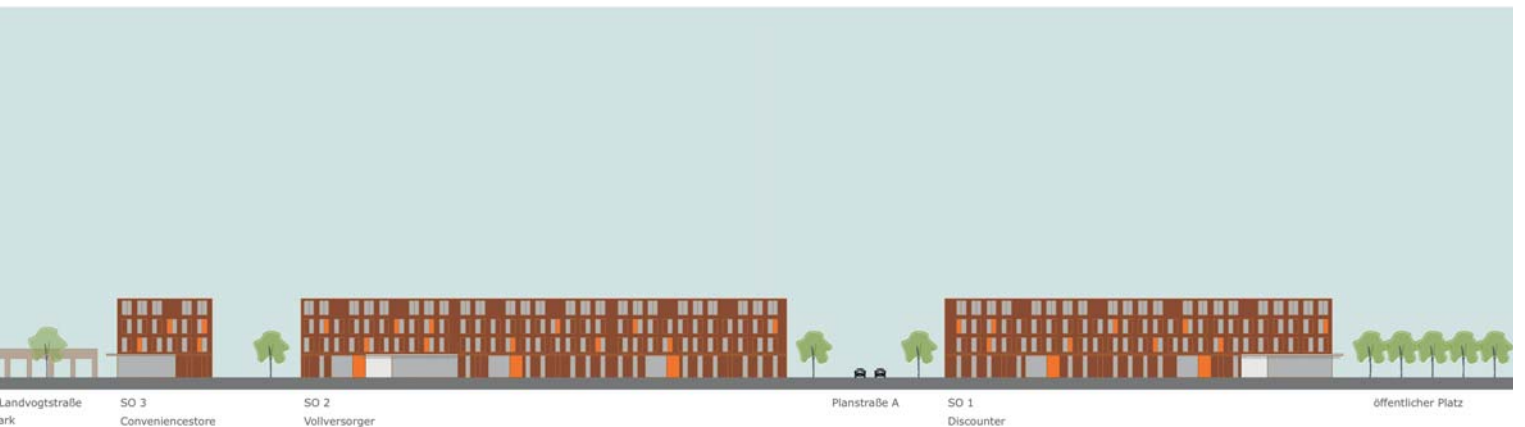 Landvogtstraße
ark
SO 3
Conveniencestore
SO 2
Vollversorger
Planstraße A
SO 1
Discounter
öffentlicher Platz